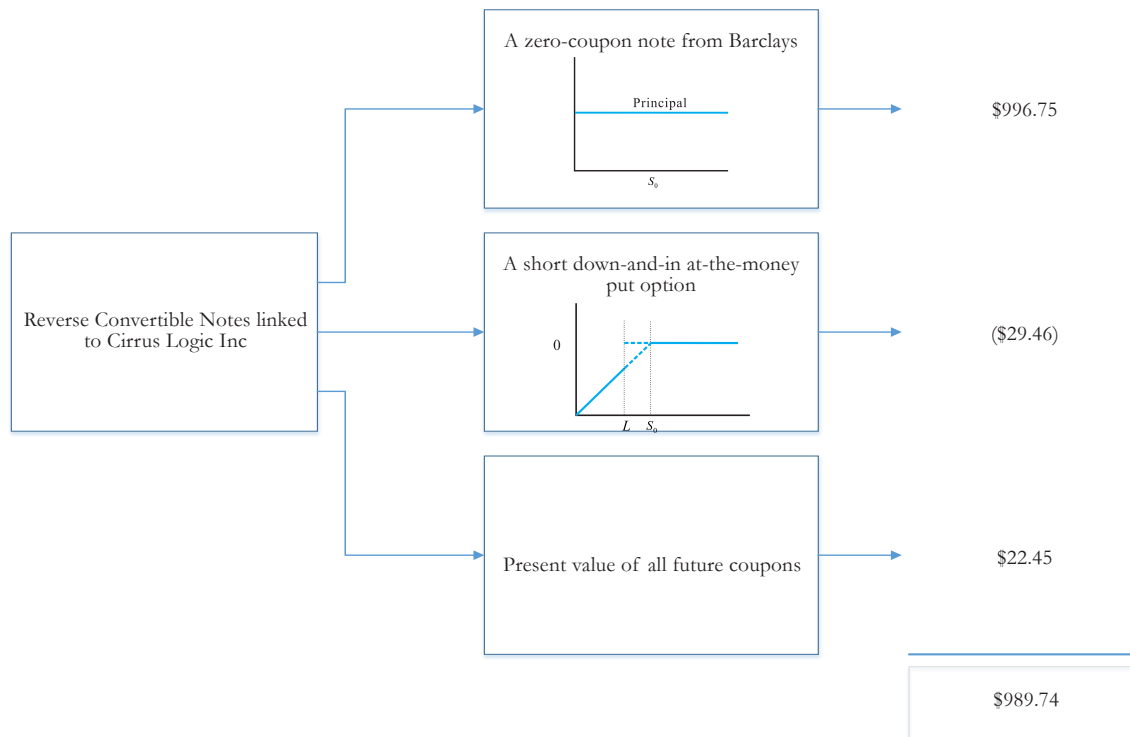 A zero-coupon note from Barclays
Principal
S₀
$996.75
Reverse Convertible Notes linked
to Cirrus Logic Inc
A short down-and-in at-the-money
put option
0
L S₀
($29.46)
Present value of all future coupons
$22.45
$989.74